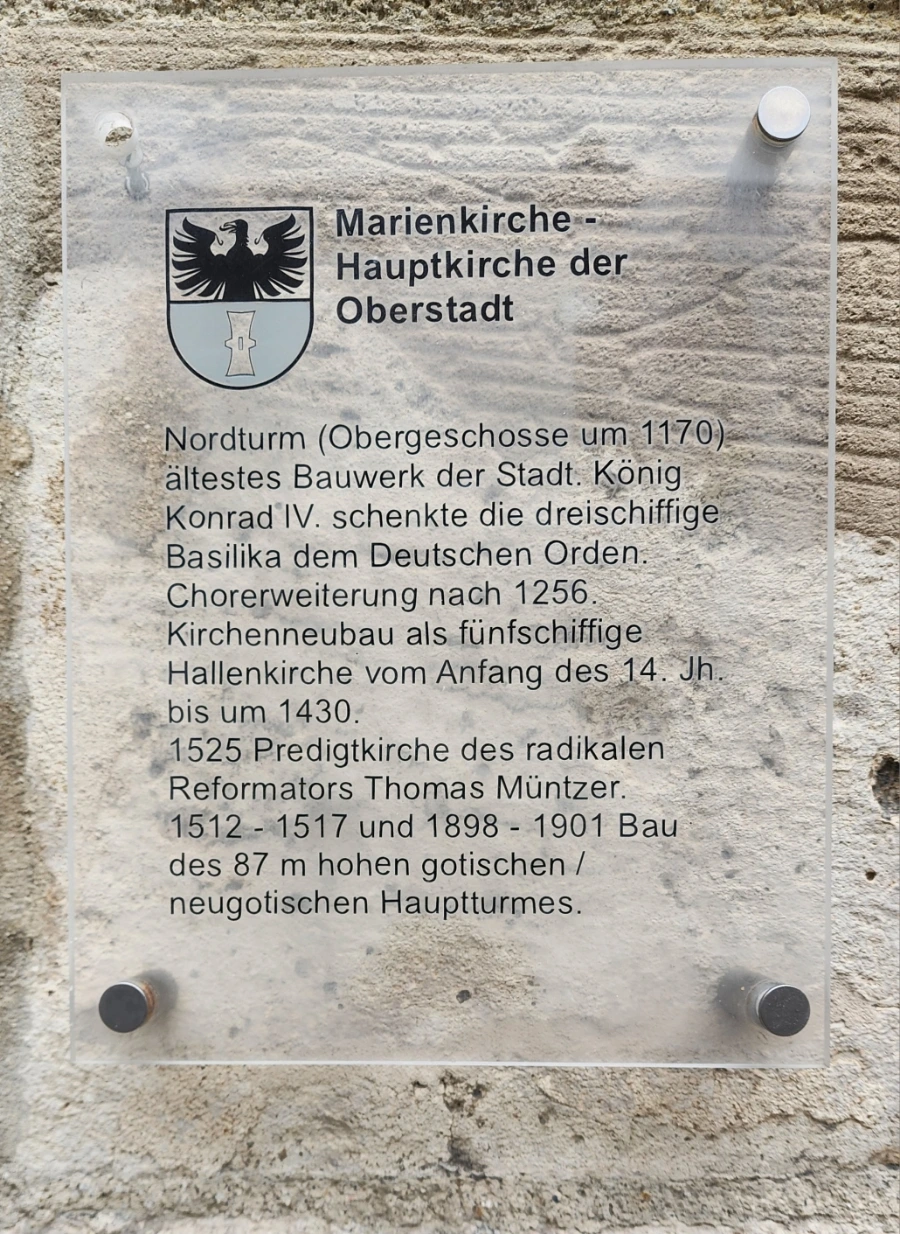 Marienkirche -
Hauptkirche der
Oberstadt
Nordturm (Obergeschosse um 1170)
ältestes Bauwerk der Stadt. König
Konrad IV. schenkte die dreischiffige
Basilika dem Deutschen Orden.
Chorerweiterung nach 1256.
Kirchenneubau als fünfschiffige
Hallenkirche vom Anfang des 14. Jh.
bis um 1430.
1525 Predigtkirche des radikalen
Reformators Thomas Müntzer.
1512 - 1517 und 1898 - 1901 Bau
des 87 m hohen gotischen /
neugotischen Hauptturmes.